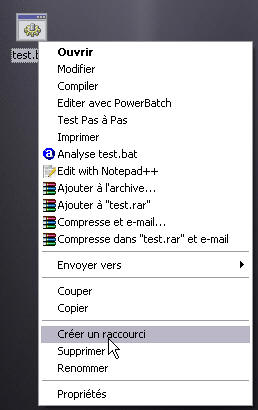 test.b
Ouvrir
Modifier
Compiler
Editer avec PowerBatch
Test Pas à Pas
Imprimer
Analyse test.bat
Edit with Notepad++
Ajouter à l'archive...
Ajouter à "test.rar"
Compresse et e-mail...
Compresse dans "test.rar" et e-mail
Envoyer vers
Couper
Copier
Créer un raccourci
Supprimer
Renommer
Propriétés